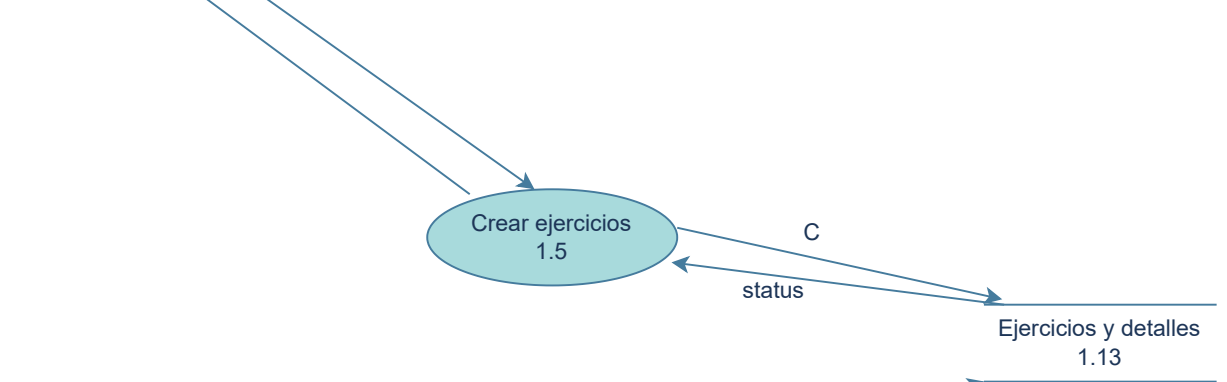 Crear ejercicios
1.5
C
status
Ejercicios y detalles
1.13